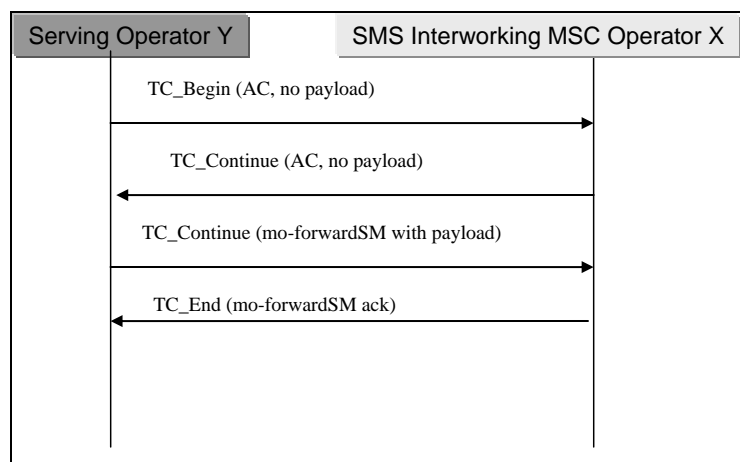 Serving Operator Y
SMS Interworking MSC Operator X
TC_Begin (AC, no payload)
TC_Continue (AC, no payload)
TC_Continue (mo-forwardSM with payload)
TC_End (mo-forwardSM ack)